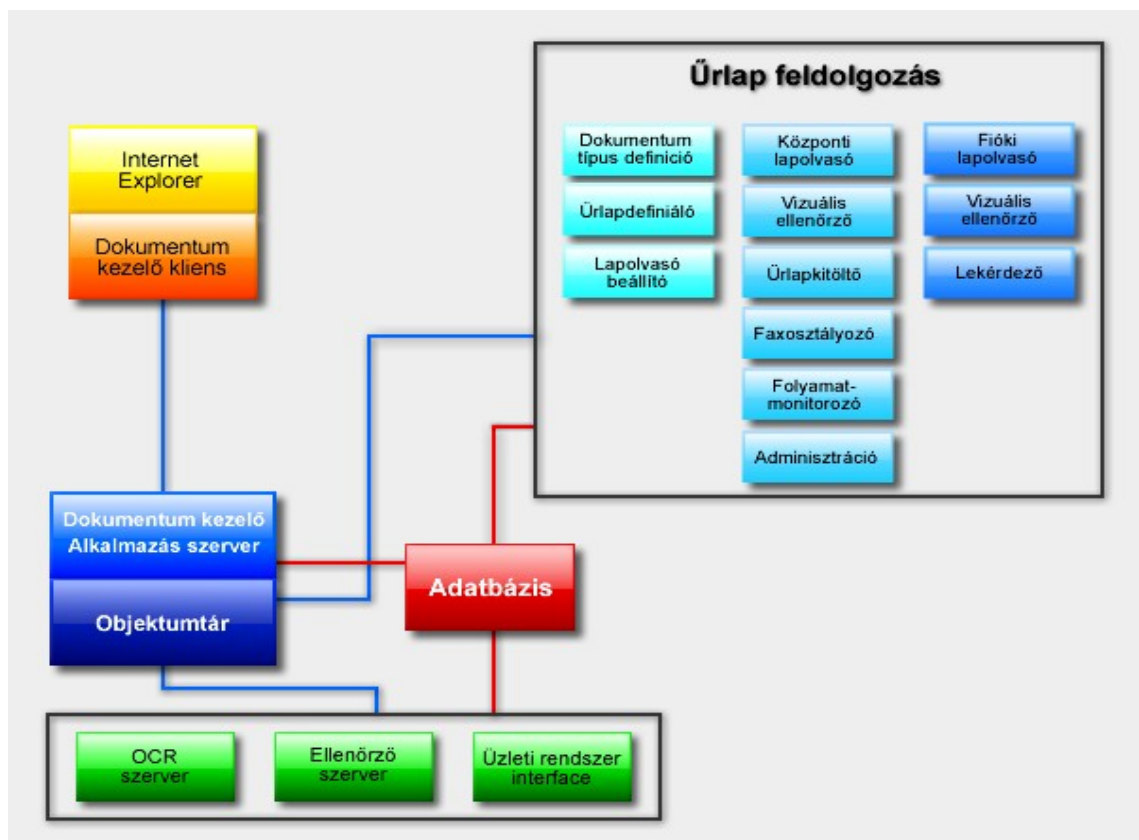 Űrlap feldolgozás
Internet
Explorer
Dokumentum
kezelő kliens
Dokumentum
típus definició
Űrlapdefiniáló
Lapolvasó
beállító
Központi
lapolvasó
Vizuális
ellenőrző
Űrlapkitöltő
Faxosztályozó
Folyamat-
monitorozó
Adminisztráció
Fióki
lapolvasó
Vizuális
ellenőrző
Lekérdező
Dokumentum kezelő
Alkalmazás szerver
Objektumtár
Adatbázis
OCR
szerver
Ellenőrző
szerver
Üzleti rendszer
interface